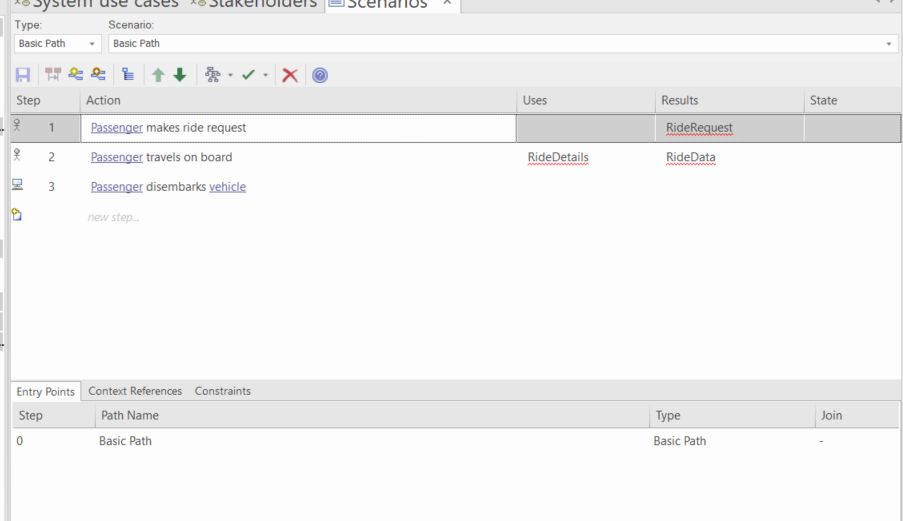 System use cases Stakeholders Scenarios ×
Type: Scenario:
Basic Path Basic Path
Step Action Uses Results State
1 Passenger makes ride request RideRequest
2 Passenger travels on board RideDetails RideData
3 Passenger disembarks vehicle
new step...
Entry Points Context References Constraints
Step Path Name Type Join
0 Basic Path Basic Path -